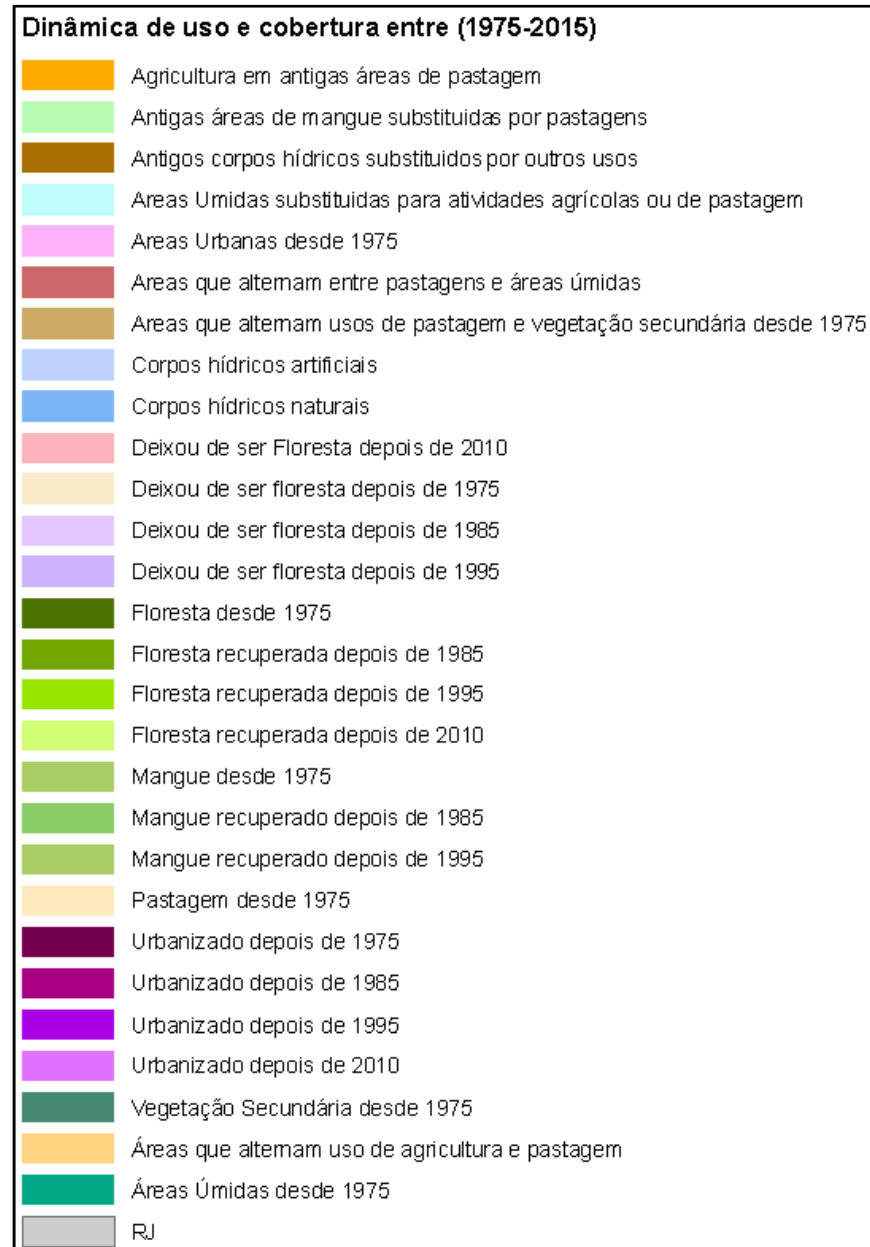 Dinâmica de uso e cobertura entre (1975-2015)
Agricultura em antigas áreas de pastagem
Antigas áreas de mangue substituidas por pastagens
Antigos corpos hídricos substituidos por outros usos
Areas Umidas substituidas para atividades agrícolas ou de pastagem
Areas Urbanas desde 1975
Areas que alternam entre pastagens e áreas úmidas
Areas que alternam usos de pastagem e vegetação secundária desde 1975
Corpos hídricos artificiais
Corpos hídricos naturais
Deixou de ser Floresta depois de 2010
Deixou de ser floresta depois de 1975
Deixou de ser floresta depois de 1985
Deixou de ser floresta depois de 1995
Floresta desde 1975
Floresta recuperada depois de 1985
Floresta recuperada depois de 1995
Floresta recuperada depois de 2010
Mangue desde 1975
Mangue recuperado depois de 1985
Mangue recuperado depois de 1995
Pastagem desde 1975
Urbanizado depois de 1975
Urbanizado depois de 1985
Urbanizado depois de 1995
Urbanizado depois de 2010
Vegetação Secundária desde 1975
Áreas que alternam uso de agricultura e pastagem
Áreas Úmidas desde 1975
RJ